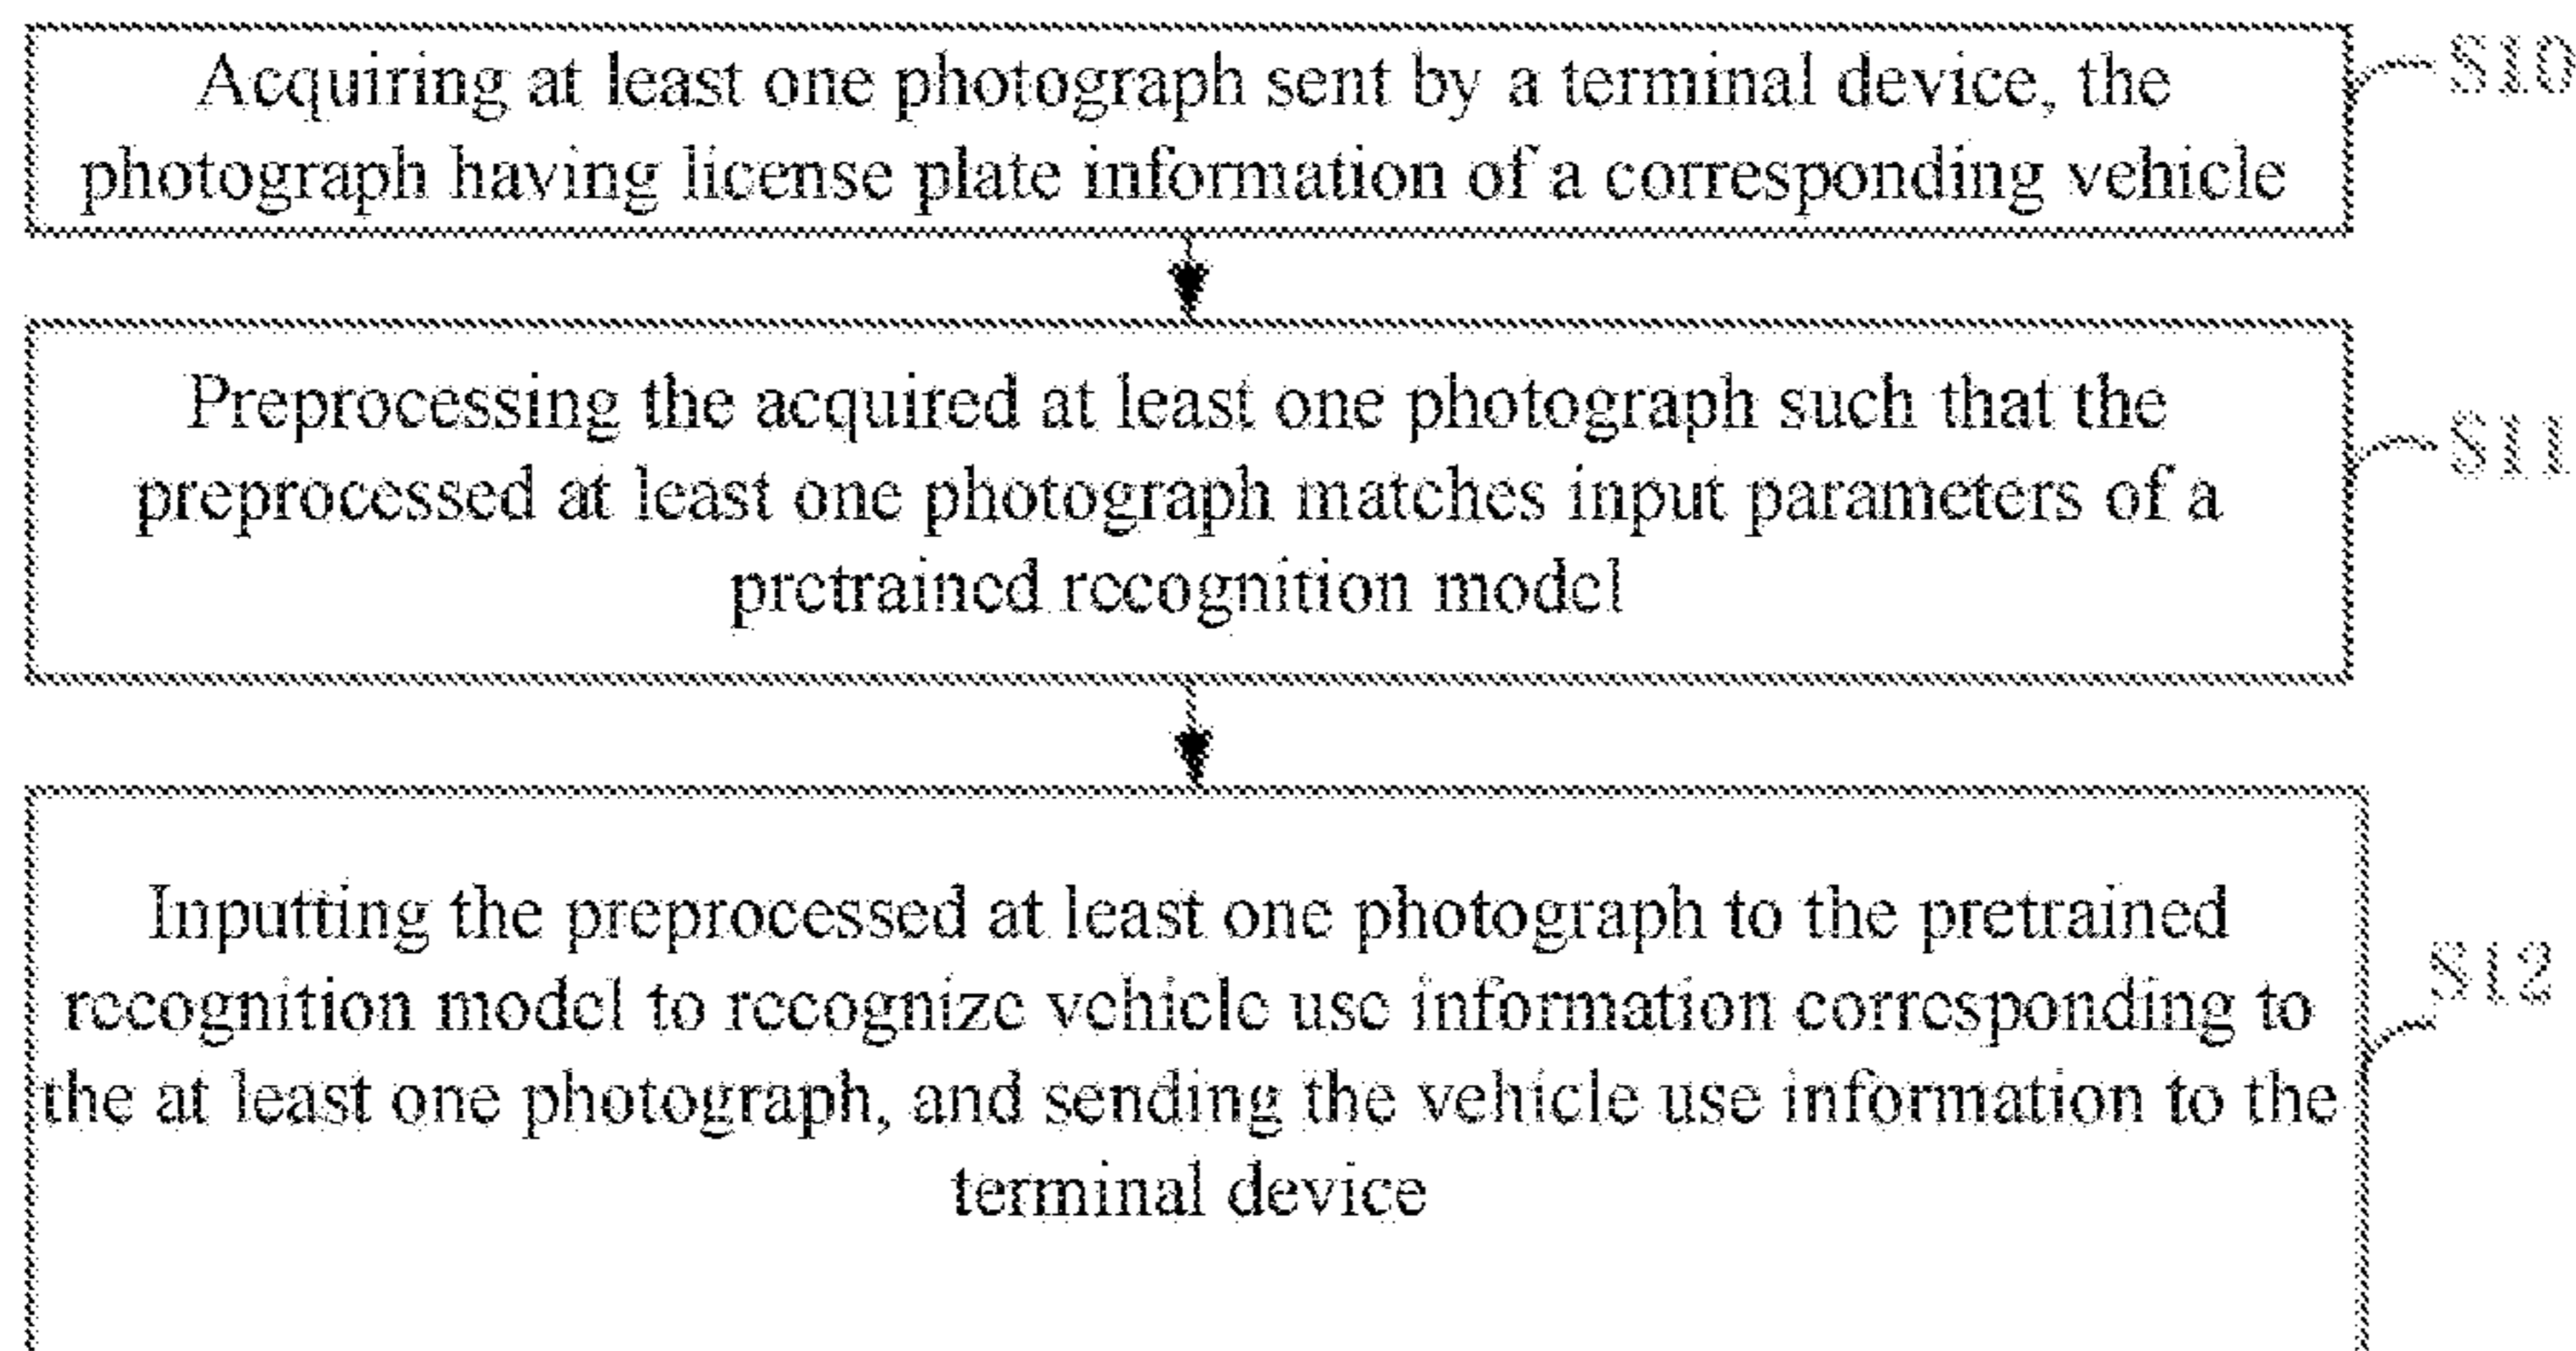 Acquiring at least one photograph sent by a terminal device, the
photograph having license plate information of a corresponding vehicle
S10
Preprocessing the acquired at least one photograph such that the
preprocessed at least one photograph matches input parameters of a
pretrained recognition model
S11
Inputting the preprocessed at least one photograph to the pretrained
recognition model to recognize vehicle use information corresponding to
the at least one photograph, and sending the vehicle use information to the
terminal device
S12